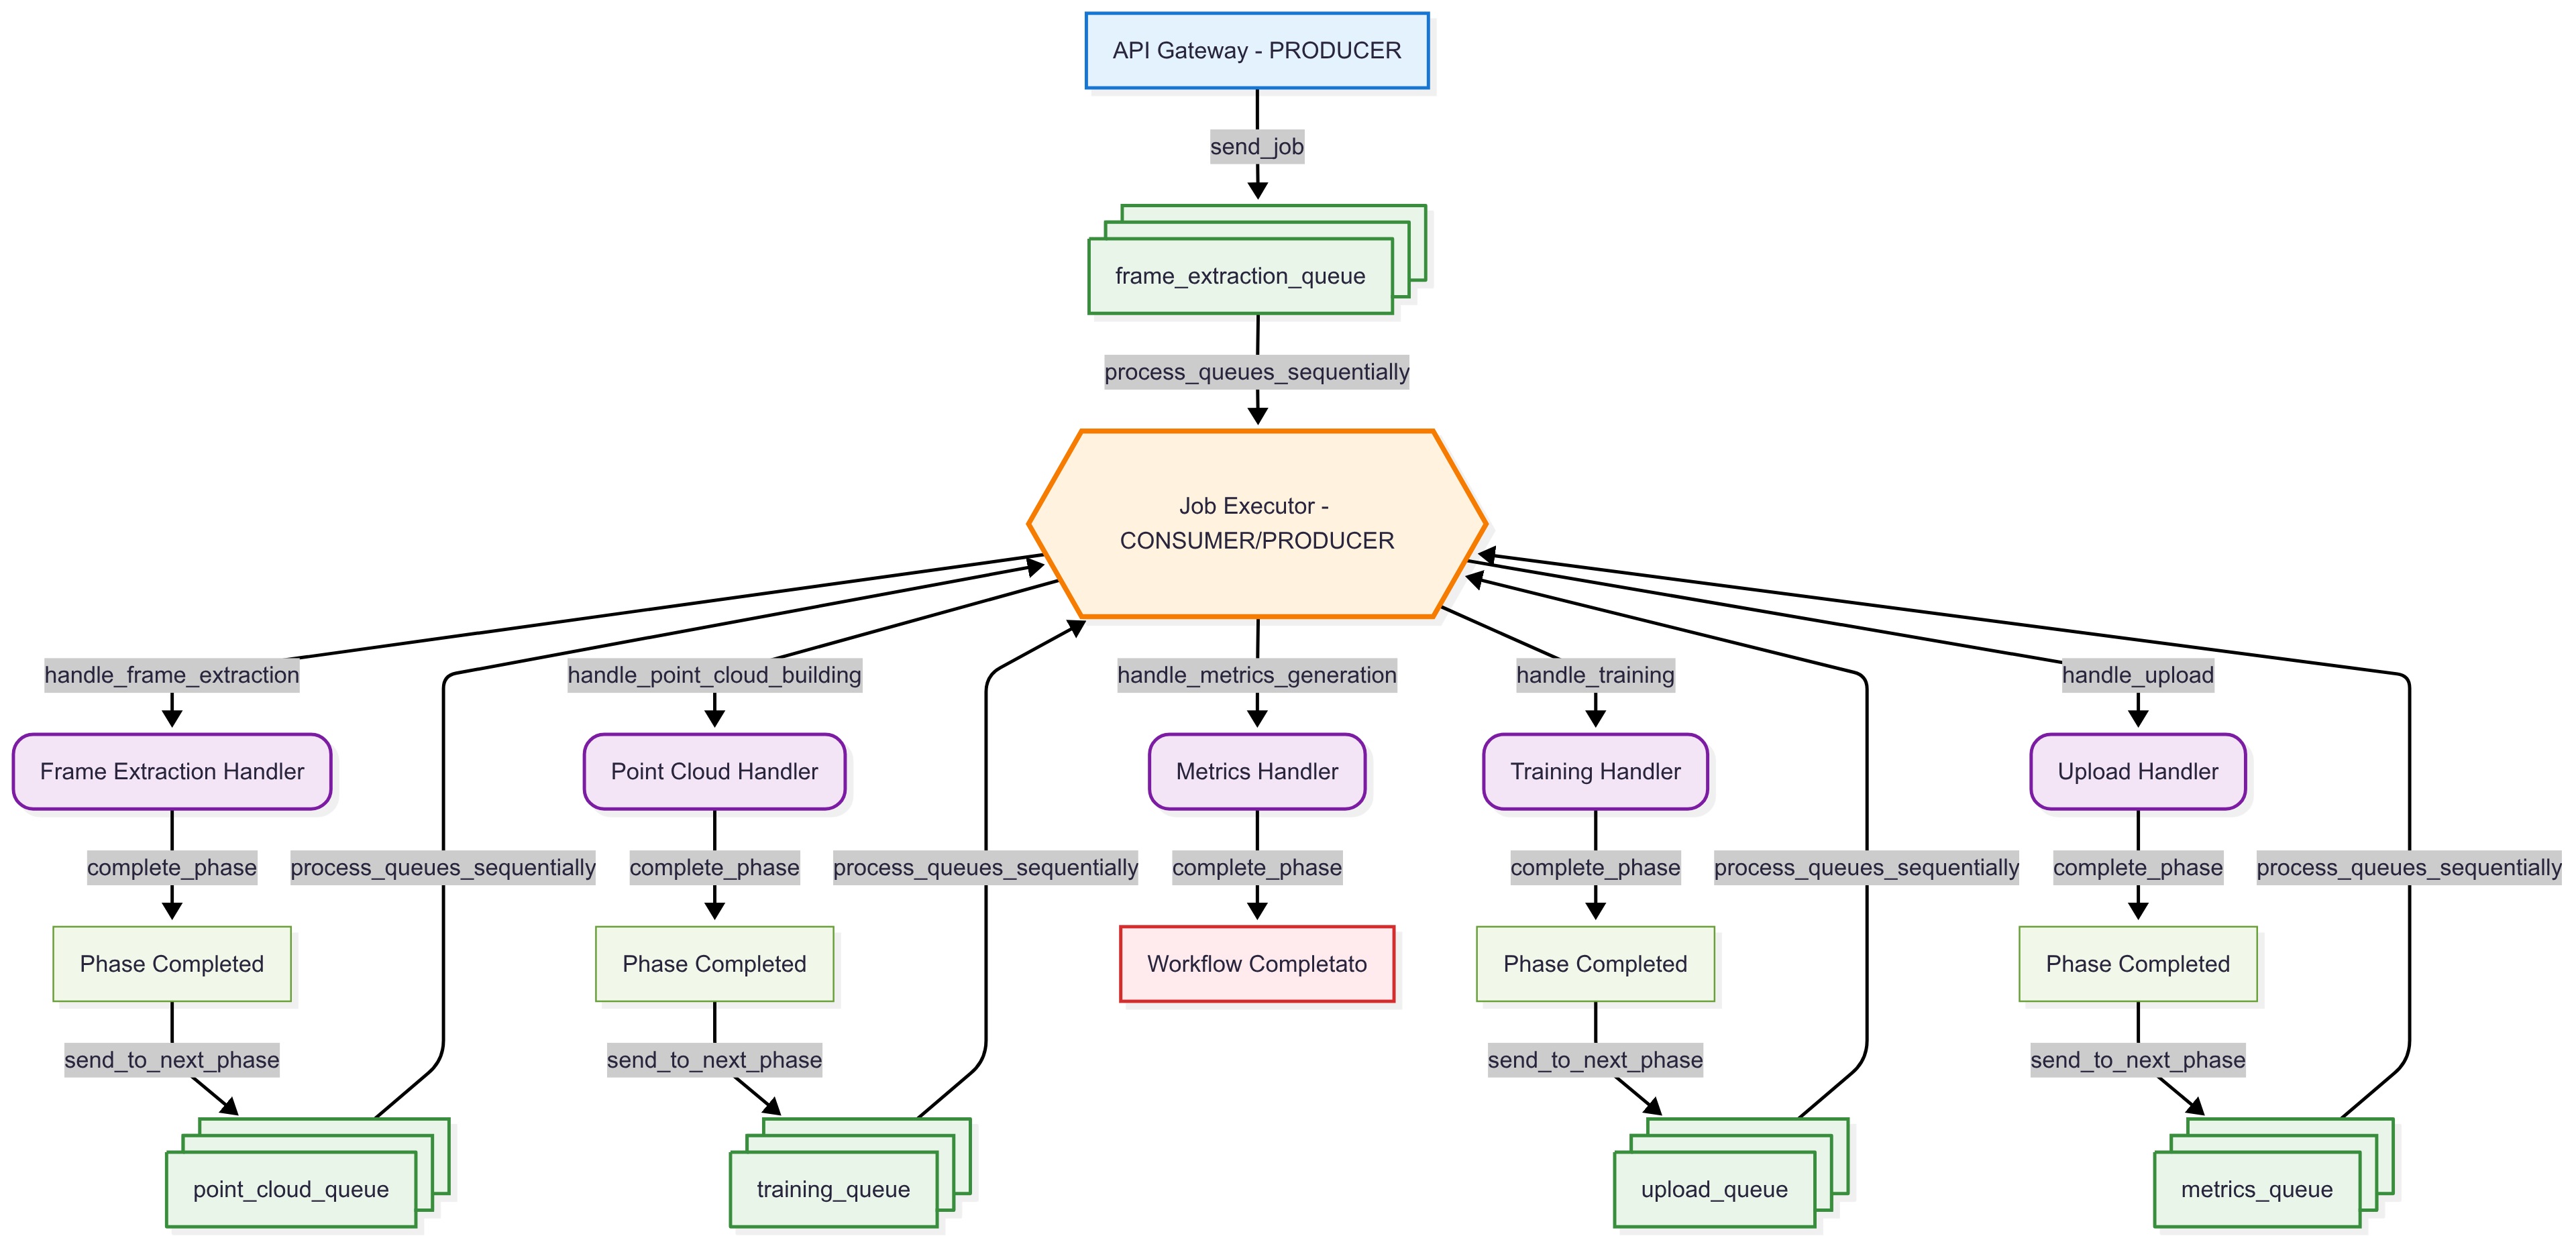 API Gateway - PRODUCER
send_job
frame_extraction_queue
process_queues_sequentially
Job Executor -
CONSUMER/PRODUCER
handle_frame_extraction
handle_point_cloud_building
handle_metrics_generation
handle_training
handle_upload
Frame Extraction Handler
Point Cloud Handler
Metrics Handler
Training Handler
Upload Handler
complete_phase
process_queues_sequentially
complete_phase
process_queues_sequentially
complete_phase
complete_phase
process_queues_sequentially
complete_phase
process_queues_sequentially
Phase Completed
Phase Completed
Workflow Completato
Phase Completed
Phase Completed
send_to_next_phase
send_to_next_phase
send_to_next_phase
send_to_next_phase
point_cloud_queue
training_queue
upload_queue
metrics_queue